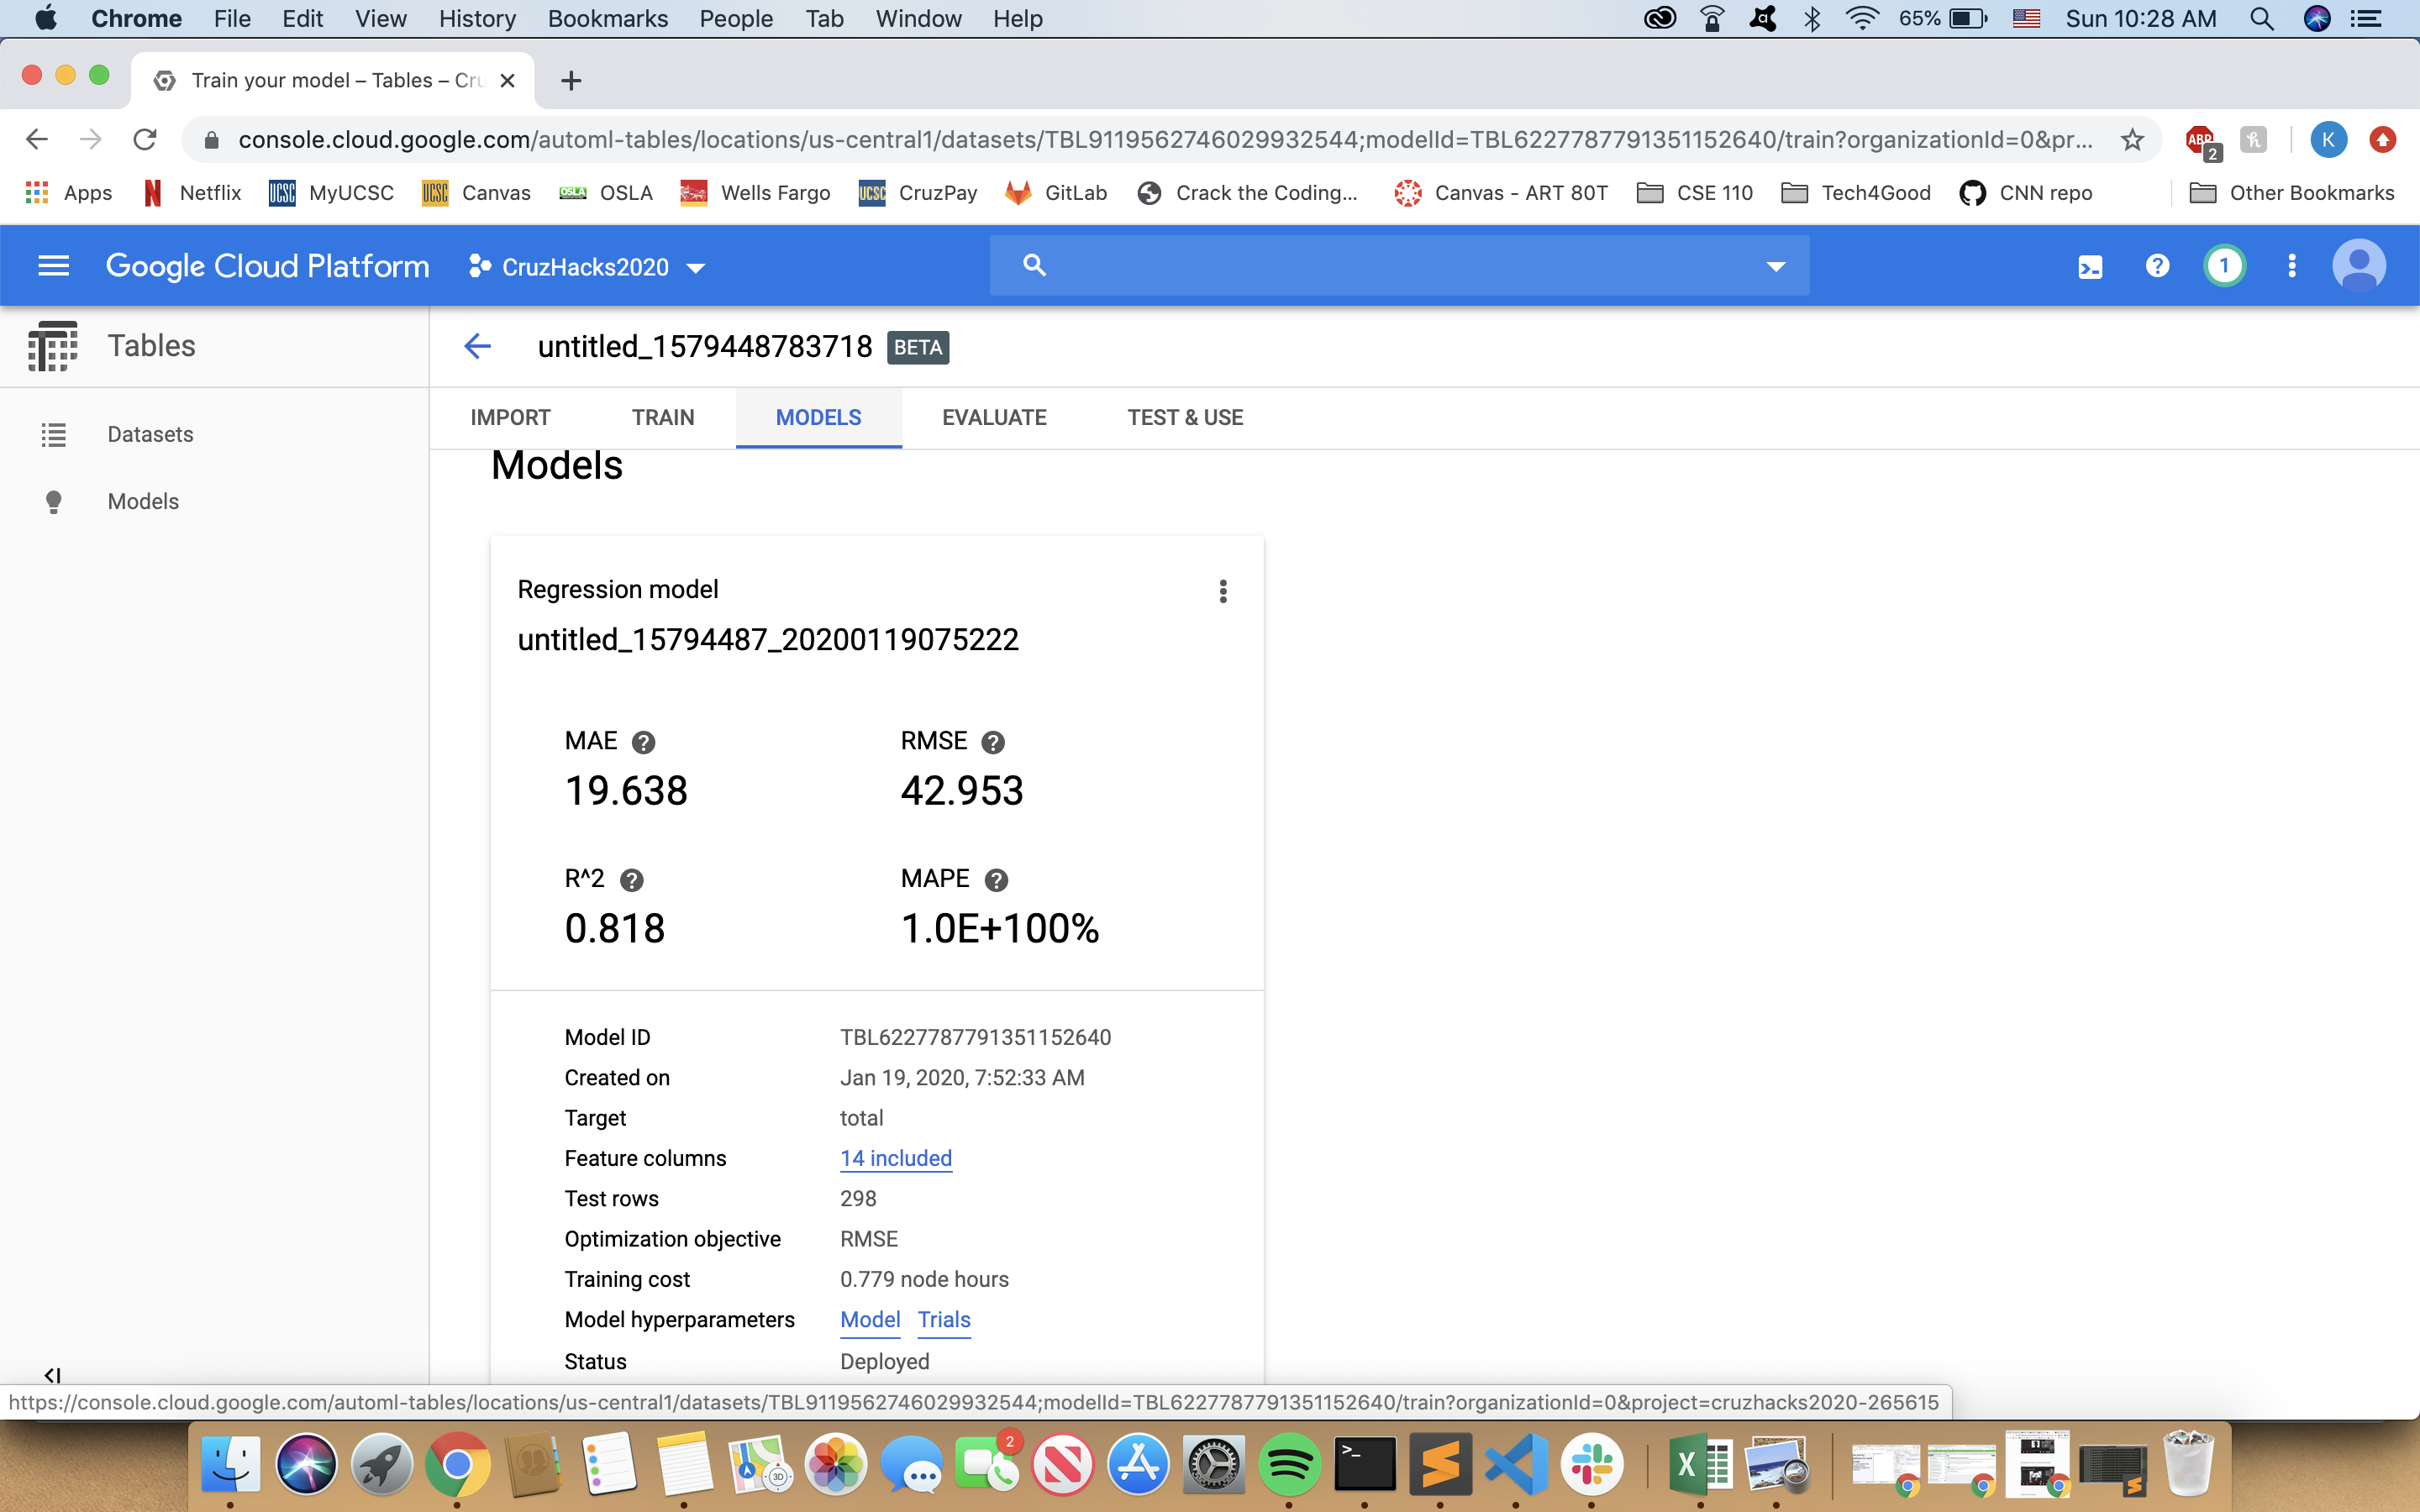 Chrome File Edit View History Bookmarks People Tab Window Help 65% Sun 10:28 AM
Train your model – Tables – Cru
console.cloud.google.com/automl-tables/locations/us-central1/datasets/TBL9119562746029932544;modelId=TBL6227787791351152640/train?organizationId=0&pr... ABP 2 K
Apps Netflix MyUCSC Canvas OSLA Wells Fargo CruzPay GitLab Crack the Coding... Canvas - ART 80T CSE 110 Tech4Good CNN repo Other Bookmarks
Google Cloud Platform CruzHacks2020 1
Tables
untitled_1579448783718 BETA
IMPORT TRAIN MODELS EVALUATE TEST & USE
Datasets
Models
Models
Regression model
untitled_15794487_20200119075222
MAE RMSE
19.638 42.953
R^2 MAPE
0.818 1.0E+100%
Model ID TBL6227787791351152640
Created on Jan 19, 2020, 7:52:33 AM
Target total
Feature columns 14 included
Test rows 298
Optimization objective RMSE
Training cost 0.779 node hours
Model hyperparameters Model Trials
Status Deployed
https://console.cloud.google.com/automl-tables/locations/us-central1/datasets/TBL9119562746029932544;modelId=TBL6227787791351152640/train?organizationId=0&project=cruzhacks2020-265615
3D 2